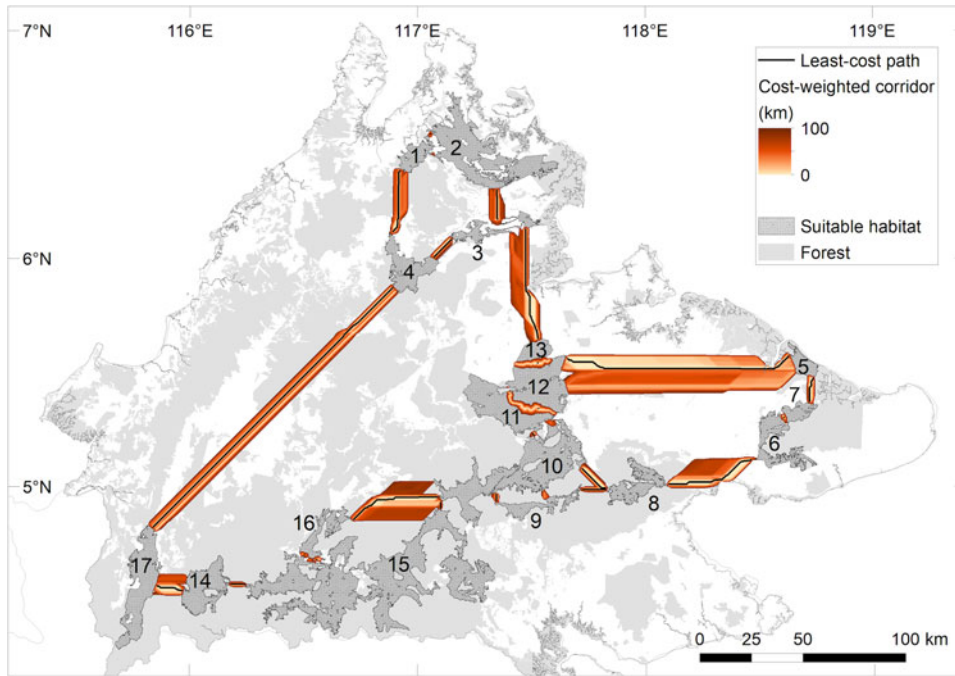 7°N
116°E
117°E
118°E
119°E
Least-cost path
Cost-weighted corridor
(km)
100
0
Suitable habitat
Forest
1
2
3
6°N
4
13
5
12
7
11
6
10
5°N
8
9
16
15
17
14
0
25
50
100 km